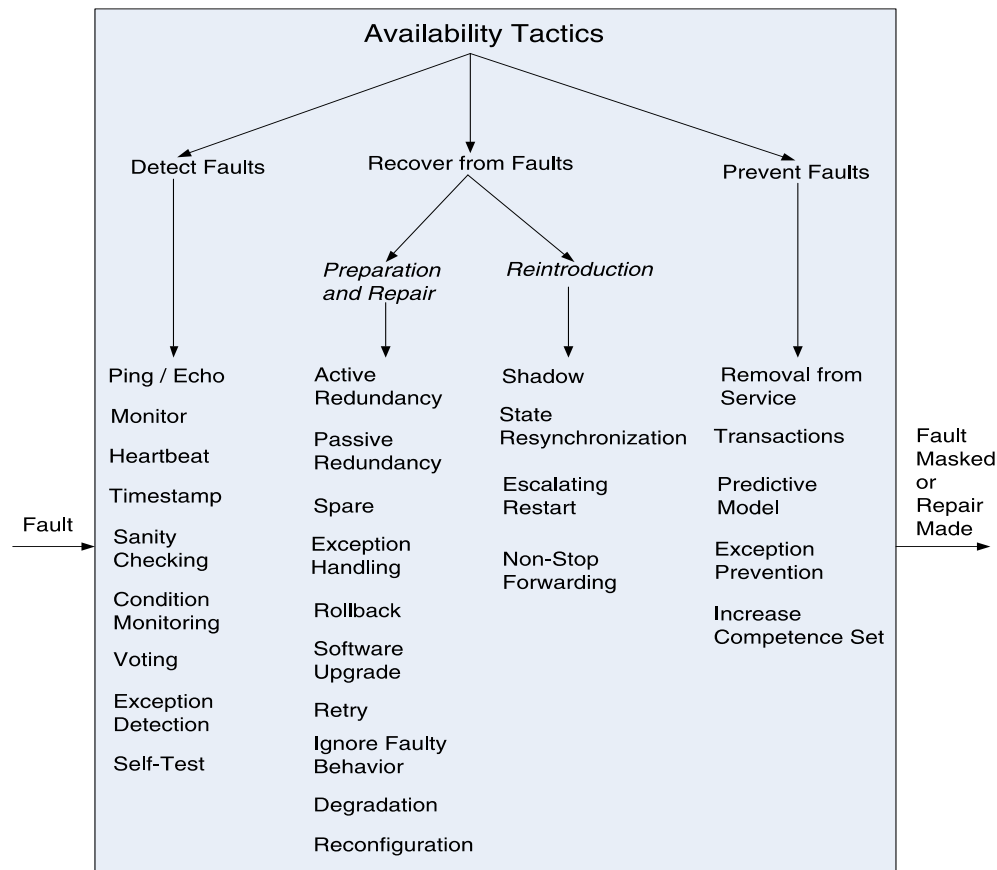 Availability Tactics
Detect Faults
Recover from Faults
Prevent Faults
Preparation
and Repair
Reintroduction
Fault
Ping / Echo
Monitor
Heartbeat
Timestamp
Sanity
Checking
Condition
Monitoring
Voting
Exception
Detection
Self-Test
Active
Redundancy
Passive
Redundancy
Spare
Exception
Handling
Rollback
Software
Upgrade
Retry
Ignore Faulty
Behavior
Degradation
Reconfiguration
Shadow
State
Resynchronization
Escalating
Restart
Non-Stop
Forwarding
Removal from
Service
Transactions
Predictive
Model
Exception
Prevention
Increase
Competence Set
Fault
Masked
or
Repair
Made